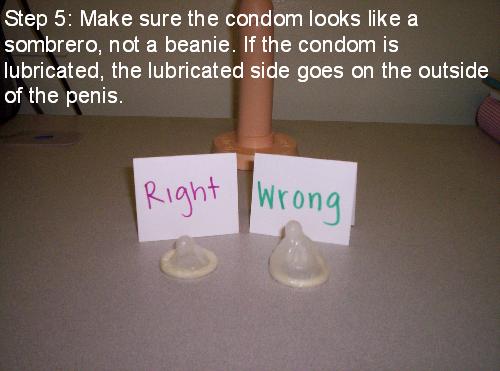 Step 5: Make sure the condom looks like a
sombrero, not a beanie. If the condom is
lubricated, the lubricated side goes on the outside
of the penis.
Right
Wrong